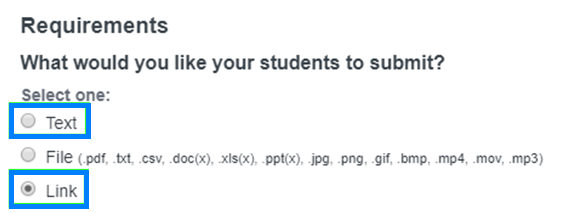 Requirements
What would you like your students to submit?
Select one:
Text
File (.pdf, .txt, .csv, .doc(x), .xls(x), .ppt(x), .jpg, .png, .gif, .bmp, .mp4, .mov, .mp3)
Link